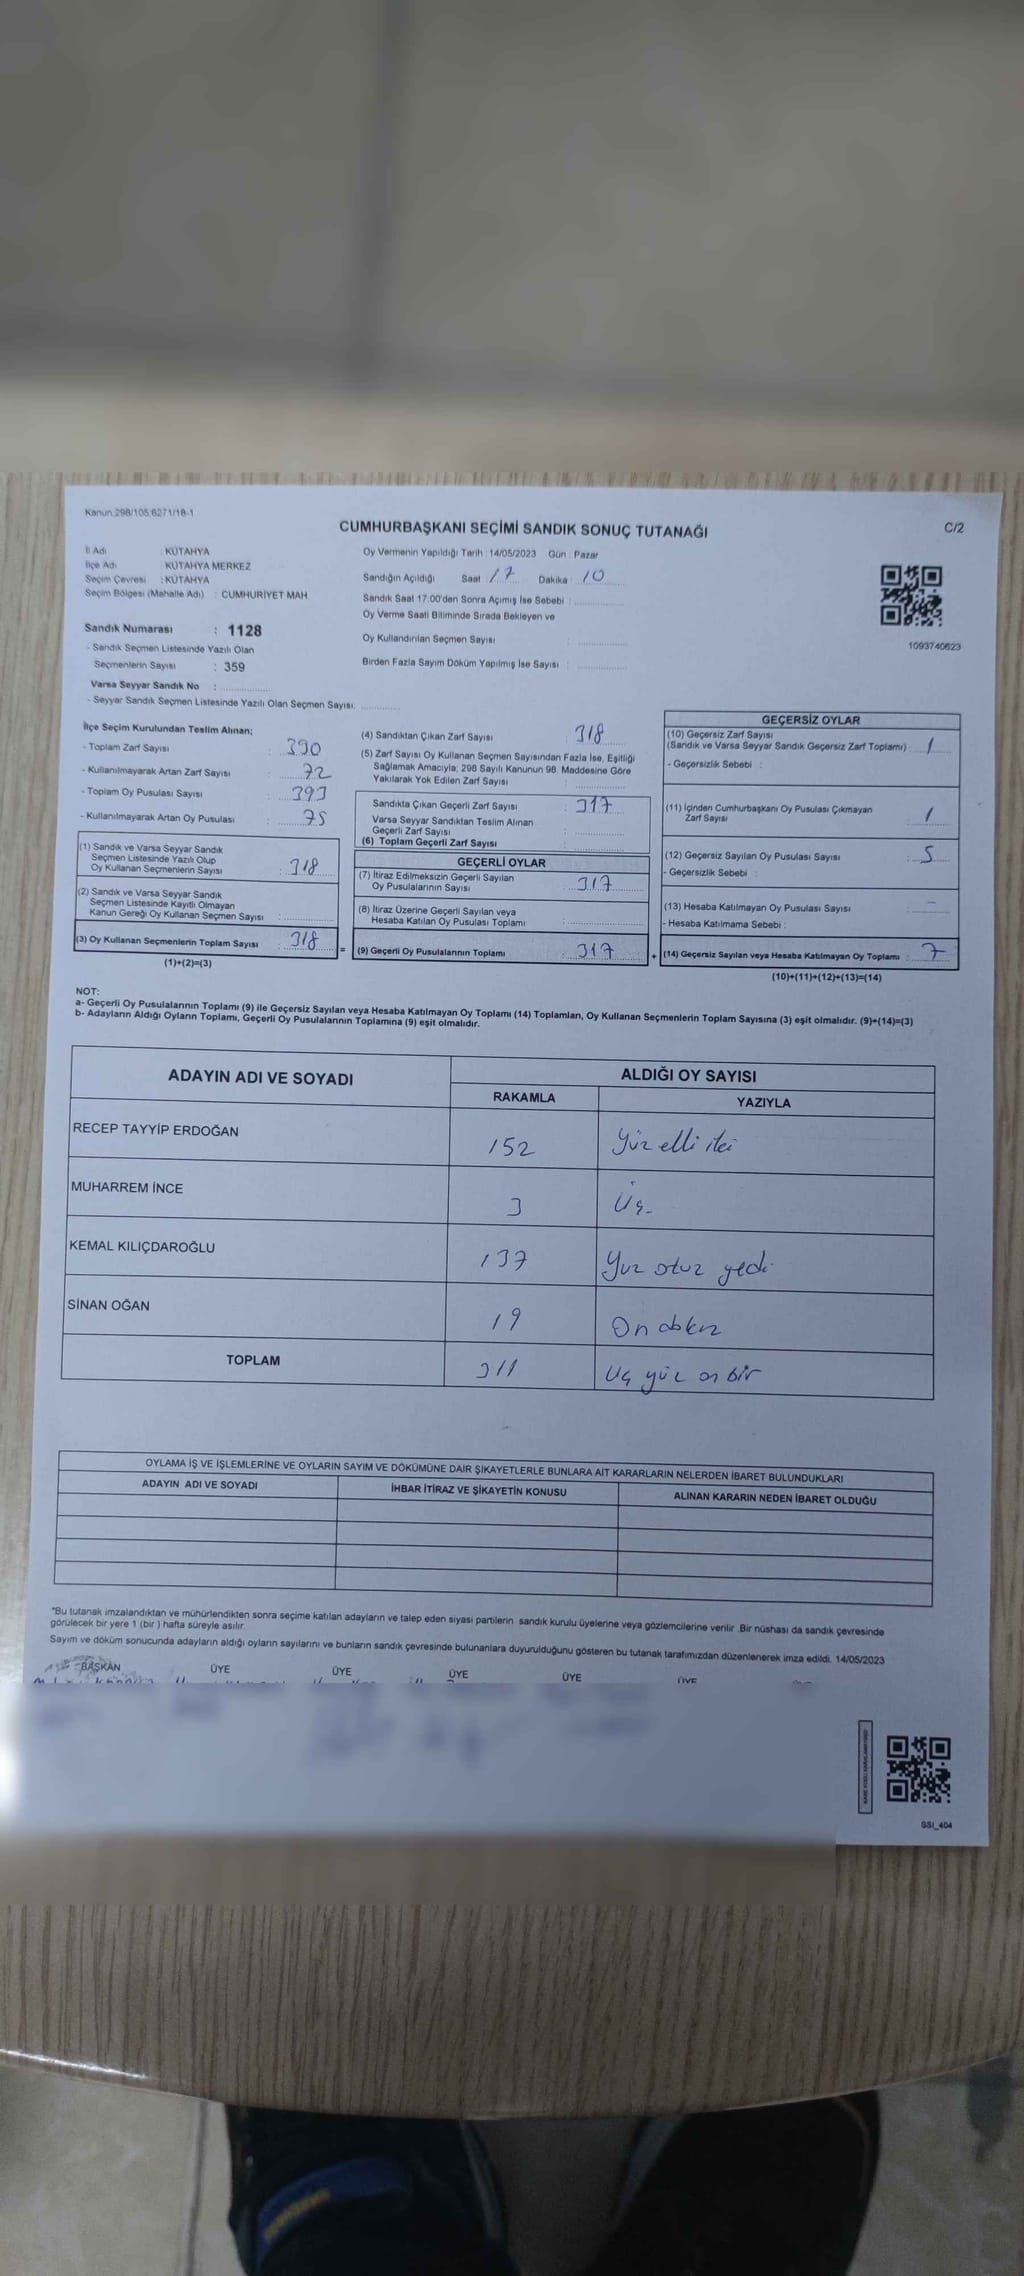 Kanun:298/105,6271/18-1
CUMHURBAŞKANI SEÇİMİ SANDIK SONUÇ TUTANAĞI
C/2
İl Adı : KÜTAHYA
İlçe Adı : KÜTAHYA MERKEZ
Seçim Çevresi : KÜTAHYA
Seçim Bölgesi (Mahalle Adı) : CUMHURİYET MAH.
Sandık Numarası : 1128
- Sandık Seçmen Listesinde Yazılı Olan
Seçmenlerin Sayısı : 359
Varsa Seyyar Sandık No :
- Seyyar Sandık Seçmen Listesinde Yazılı Olan Seçmen Sayısı:
Oy Vermenin Yapıldığı Tarih : 14/05/2023 Gün : Pazar
Sandığın Açıldığı Saat 17 Dakika : 10
Sandık Saat 17:00'den Sonra Açımış İse Sebebi :
Oy Verme Saati Bitiminde Sırada Bekleyen ve
Oy Kullandırılan Seçmen Sayısı :
Birden Fazla Sayım Döküm Yapılmış İse Sayısı :
1093740623
İlçe Seçim Kurulundan Teslim Alınan;
- Toplam Zarf Sayısı : 390
- Kullanılmayarak Artan Zarf Sayısı : 72
- Toplam Oy Pusulası Sayısı : 393
- Kullanılmayarak Artan Oy Pusulası : 75
(1) Sandık ve Varsa Seyyar Sandık
Seçmen Listesinde Yazılı Olup
Oy Kullanan Seçmenlerin Sayısı : 318
(2) Sandık ve Varsa Seyyar Sandık
Seçmen Listesinde Kayıtlı Olmayan
Kanun Gereği Oy Kullanan Seçmen Sayısı :
(3) Oy Kullanan Seçmenlerin Toplam Sayısı : 318
(1)+(2)=(3)
=
(4) Sandıktan Çıkan Zarf Sayısı : 318
(5) Zarf Sayısı Oy Kullanan Seçmen Sayısından Fazla İse, Eşitliği
Sağlamak Amacıyla; 298 Sayılı Kanunun 98. Maddesine Göre
Yakılarak Yok Edilen Zarf Sayısı :
Sandıkta Çıkan Geçerli Zarf Sayısı : 317
Varsa Seyyar Sandıktan Teslim Alınan
Geçerli Zarf Sayısı :
(6) Toplam Geçerli Zarf Sayısı :
GEÇERLİ OYLAR
(7) İtiraz Edilmeksizin Geçerli Sayılan
Oy Pusulalarının Sayısı : 317
(8) İtiraz Üzerine Geçerli Sayılan veya
Hesaba Katılan Oy Pusulası Toplamı :
(9) Geçerli Oy Pusulalarının Toplamı : 317
+
GEÇERSİZ OYLAR
(10) Geçersiz Zarf Sayısı
(Sandık ve Varsa Seyyar Sandık Geçersiz Zarf Toplamı) : 1
- Geçersizlik Sebebi :
(11) İçinden Cumhurbaşkanı Oy Pusulası Çıkmayan
Zarf Sayısı : 1
(12) Geçersiz Sayılan Oy Pusulası Sayısı : 5
- Geçersizlik Sebebi :
(13) Hesaba Katılmayan Oy Pusulası Sayısı : -
- Hesaba Katılmama Sebebi :
(14) Geçersiz Sayılan veya Hesaba Katılmayan Oy Toplamı : 7
(10)+(11)+(12)+(13)=(14)
NOT:
a- Geçerli Oy Pusulalarının Toplamı (9) ile Geçersiz Sayılan veya Hesaba Katılmayan Oy Toplamı (14) Toplamları, Oy Kullanan Seçmenlerin Toplam Sayısına (3) eşit olmalıdır. (9)+(14)=(3)
b- Adayların Aldığı Oyların Toplamı, Geçerli Oy Pusulalarının Toplamına (9) eşit olmalıdır.
ADAYIN ADI VE SOYADI ALDIĞI OY SAYISI
RAKAMLA YAZIYLA
RECEP TAYYİP ERDOĞAN 152 Yüz elli iki
MUHARREM İNCE 3 Üç-
KEMAL KILIÇDAROĞLU 137 Yuz otuz yedi
SİNAN OĞAN 19 On dokuz
TOPLAM 311 Uç yüz on bir
OYLAMA İŞ VE İŞLEMLERİNE VE OYLARIN SAYIM VE DÖKÜMÜNE DAİR ŞİKAYETLERLE BUNLARA AİT KARARLARIN NELERDEN İBARET BULUNDUKLARI
ADAYIN ADI VE SOYADI İHBAR İTİRAZ VE ŞİKAYETİN KONUSU ALINAN KARARIN NEDEN İBARET OLDUĞU
*Bu tutanak imzalandıktan ve mühürlendikten sonra seçime katılan adayların ve talep eden siyasi partilerin sandık kurulu üyelerine veya gözlemcilerine verilir .Bir nüshası da sandık çevresinde
görülecek bir yere 1 (bir ) hafta süreyle asılır.
Sayım ve döküm sonucunda adayların aldığı oyların sayılarını ve bunların sandık çevresinde bulunanlara duyurulduğunu gösteren bu tutanak tarafımızdan düzenlenerek imza edildi. 14/05/2023
BAŞKAN ÜYE ÜYE ÜYE ÜYE ÜYE
SSI_404